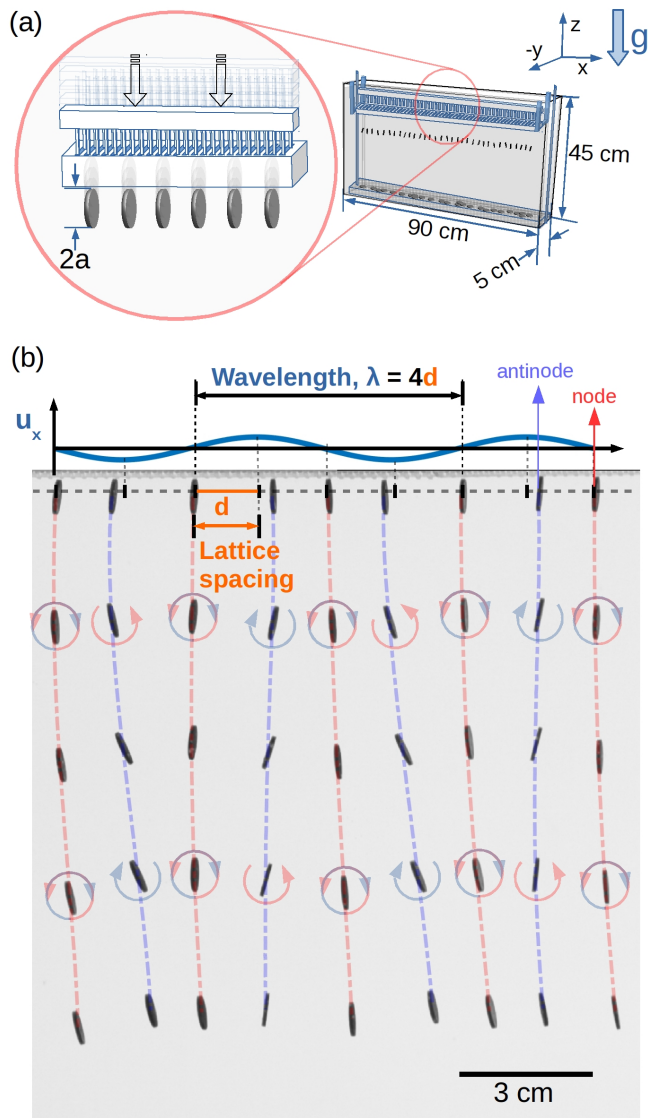 (a)
z
-y
x
g
45 cm
90 cm
5 cm
2a
(b)
Wavelength, λ = 4d
antinode
node
uₓ
d
Lattice
spacing
3 cm